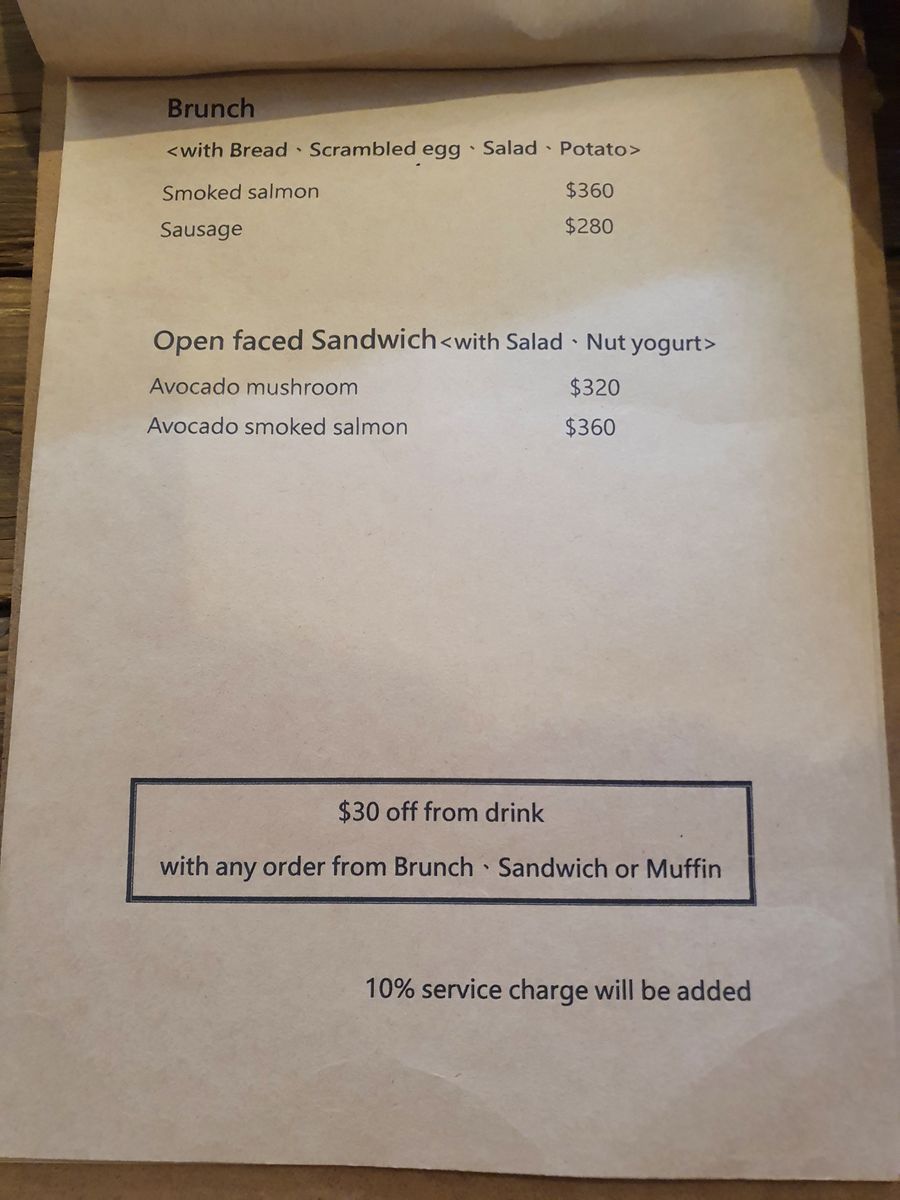 Brunch
<with Bread、Scrambled egg、Salad、Potato>
Smoked salmon $360
Sausage $280
Open faced Sandwich<with Salad、Nut yogurt>
Avocado mushroom $320
Avocado smoked salmon $360
$30 off from drink
with any order from Brunch、Sandwich or Muffin
10% service charge will be added